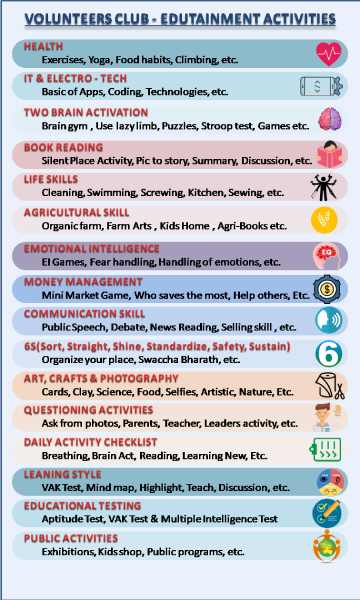 VOLUNTEERS CLUB - EDUTAINMENT ACTIVITIES
HEALTH
Exercises, Yoga, Food habits, Climbing, etc.
IT & ELECTRO - TECH
Basic of Apps, Coding, Technologies, etc.
TWO BRAIN ACTIVATION
Brain gym , Use lazy limb, Puzzles, Stroop test, Games etc.
BOOK READING
Silent Place Activity, Pic to story, Summary, Discussion, etc.
LIFE SKILLS
Cleaning, Swimming, Screwing, Kitchen, Sewing, etc.
AGRICULTURAL SKILL
Organic farm, Farm Arts , Kids Home , Agri-Books etc.
EMOTIONAL INTELLIGENCE
EI Games, Fear handling, Handling of emotions, etc.
EQ
MONEY MANAGEMENT
Mini Market Game, Who saves the most, Help others, Etc.
$
COMMUNICATION SKILL
Public Speech, Debate, News Reading, Selling skill , etc.
6S(Sort, Straight, Shine, Standardize, Safety, Sustain)
Organize your place, Swaccha Bharath, etc.
6
ART, CRAFTS & PHOTOGRAPHY
Cards, Clay, Science, Food, Selfies, Artistic, Nature, Etc.
QUESTIONING ACTIVITIES
Ask from photos, Parents, Teacher, Leaders activity, etc.
DAILY ACTIVITY CHECKLIST
Breathing, Brain Act, Reading, Learning New, Etc.
LEANING STYLE
VAK Test, Mind map, Highlight, Teach, Discussion, etc.
EDUCATIONAL TESTING
Aptitude Test, VAK Test & Multiple Intelligence Test
PUBLIC ACTIVITIES
Exhibitions, Kids shop, Public programs, etc.